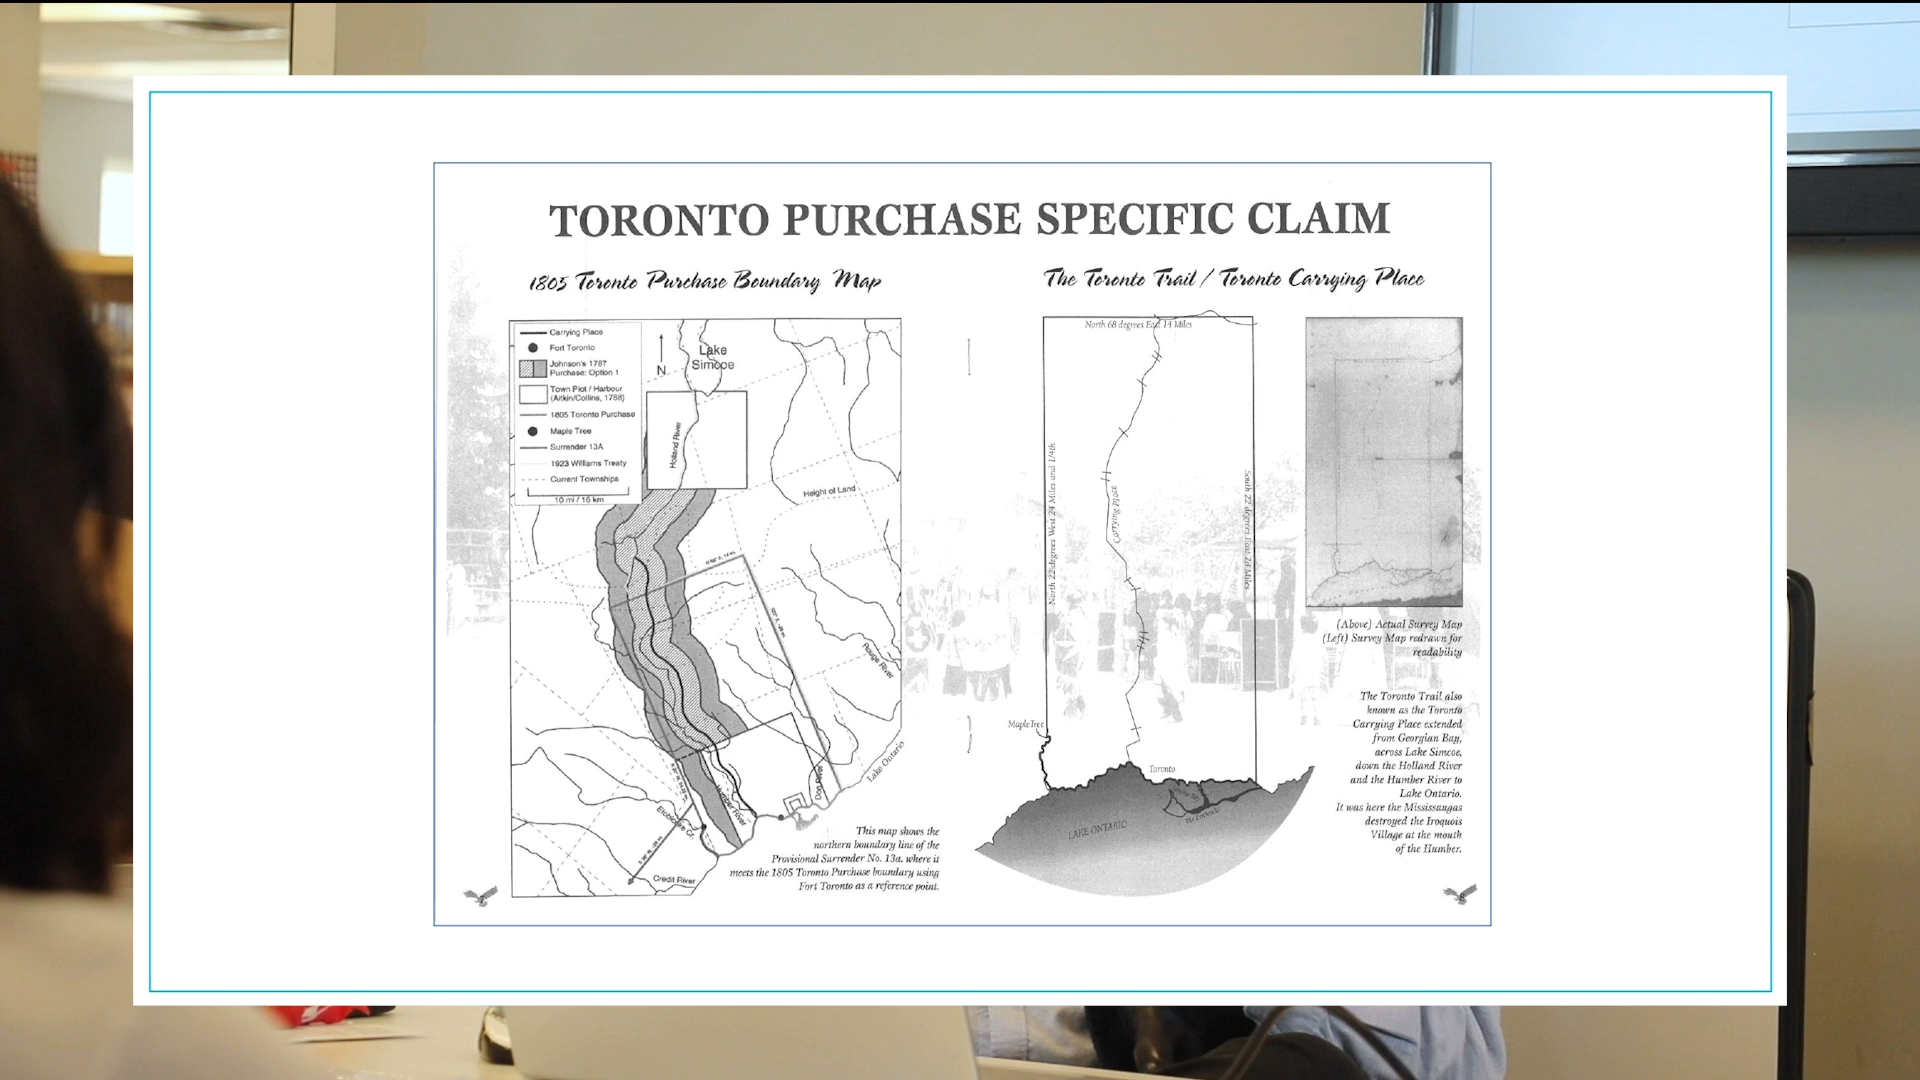 TORONTO PURCHASE SPECIFIC CLAIM
1805 Toronto Purchase Boundary Map
Carrying Place
Fort Toronto
Johnson's 1787
Purchase: Option 1
Town Plot / Harbour
(Aitkin/Collins, 1788)
1805 Toronto Purchase
Maple Tree
Surrender 13A
1923 Williams Treaty
Current Townships
10 mi / 16 km
N
Lake
Simcoe
Holland River
Height of Land
Rouge River
Lake Ontario
Don River
Humber River
Etobicoke Cr.
Credit River
This map shows the
northern boundary line of the
Provisional Surrender No. 13a. where it
meets the 1805 Toronto Purchase boundary using
Fort Toronto as a reference point.
The Toronto Trail / Toronto Carrying Place
North 68 degrees East 14 Miles
North 22 degrees West 24 Miles and 1/4th
Carrying Place
South 22 degrees East 28 Miles
Maple Tree
Toronto
LAKE ONTARIO
(Above) Actual Survey Map
(Left) Survey Map redrawn for
readability
The Toronto Trail also
known as the Toronto
Carrying Place extended
from Georgian Bay,
across Lake Simcoe,
down the Holland River
and the Humber River to
Lake Ontario.
It was here the Mississaugas
destroyed the Iroquois
Village at the mouth
of the Humber.